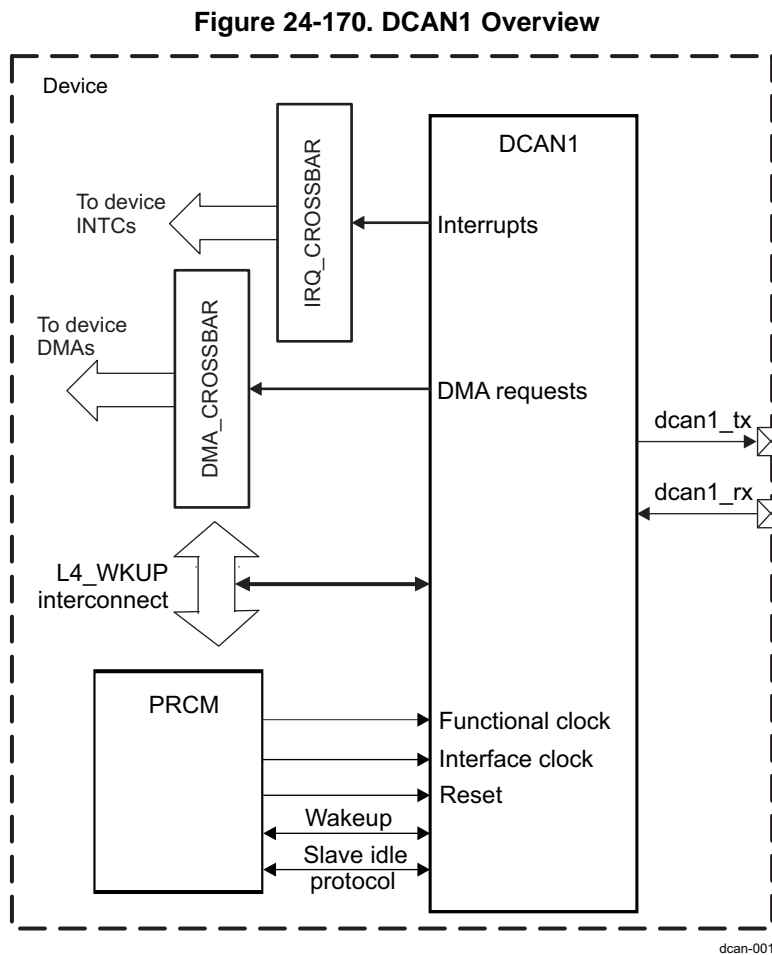 Figure 24-170. DCAN1 Overview
Device
DCAN1
IRQ_CROSSBAR
To device
INTCs
Interrupts
DMA_CROSSBAR
To device
DMAs
DMA requests
dcan1_tx
dcan1_rx
L4_WKUP
interconnect
PRCM
Functional clock
Interface clock
Reset
Wakeup
Slave idle
protocol
dcan-001